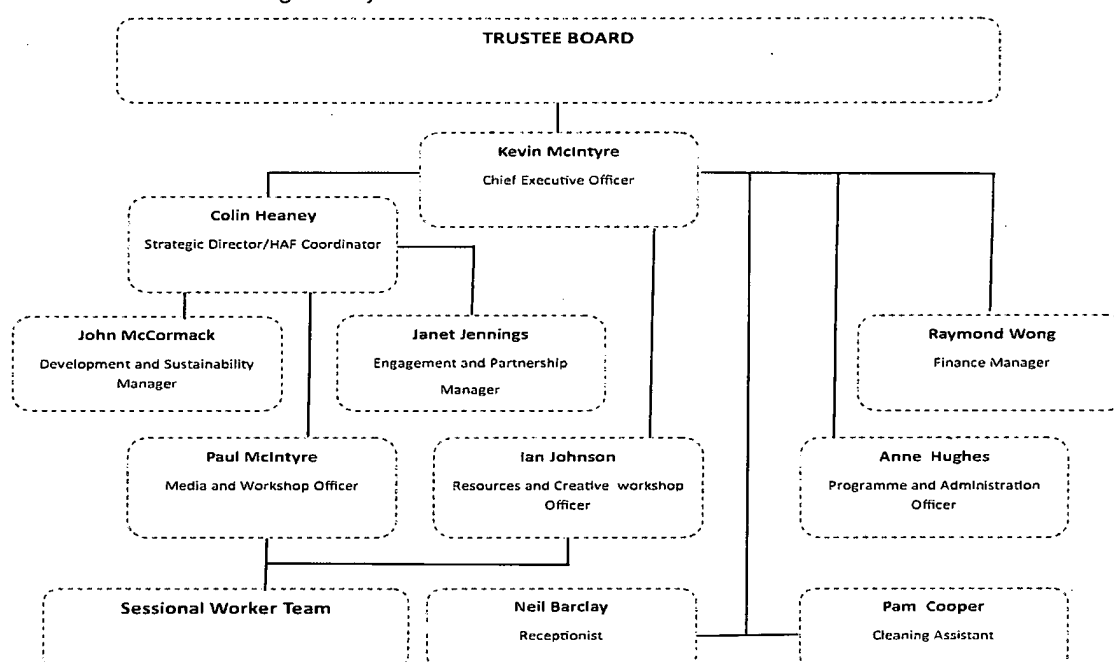 TRUSTEE BOARD
Kevin McIntyre
Chief Executive Officer
Colin Heaney
Strategic Director/HAF Coordinator
John McCormack
Development and Sustainability
Manager
Janet Jennings
Engagement and Partnership
Manager
Raymond Wong
Finance Manager
Paul McIntyre
Media and Workshop Officer
Ian Johnson
Resources and Creative workshop
Officer
Anne Hughes
Programme and Administration
Officer
Sessional Worker Team
Neil Barclay
Receptionist
Pam Cooper
Cleaning Assistant